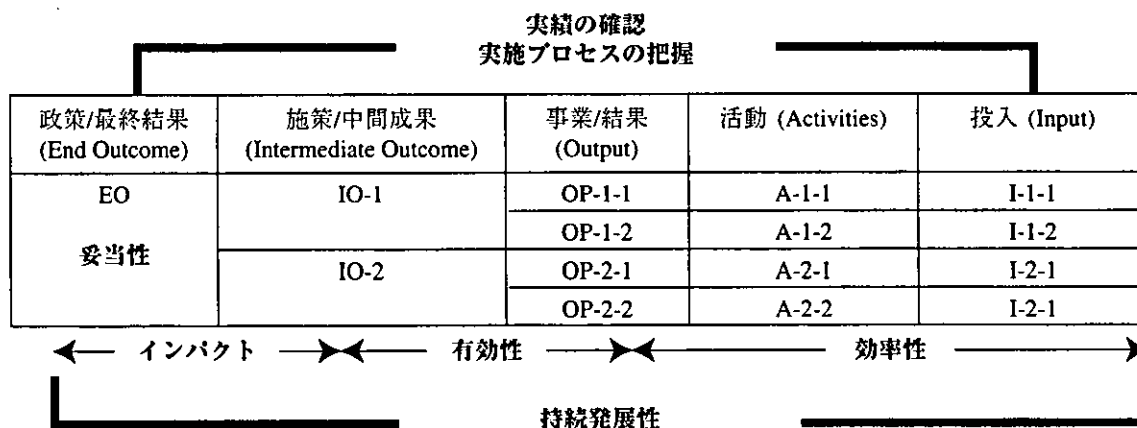 実績の確認
実施プロセスの把握
政策/最終結果 施策/中間成果 事業/結果 活動 (Activities) 投入 (Input)
(End Outcome) (Intermediate Outcome) (Output)
EO IO-1 OP-1-1 A-1-1 I-1-1
OP-1-2 A-1-2 I-1-2
妥当性
IO-2 OP-2-1 A-2-1 I-2-1
OP-2-2 A-2-2 I-2-1
インパクト 有効性 効率性
持続発展性